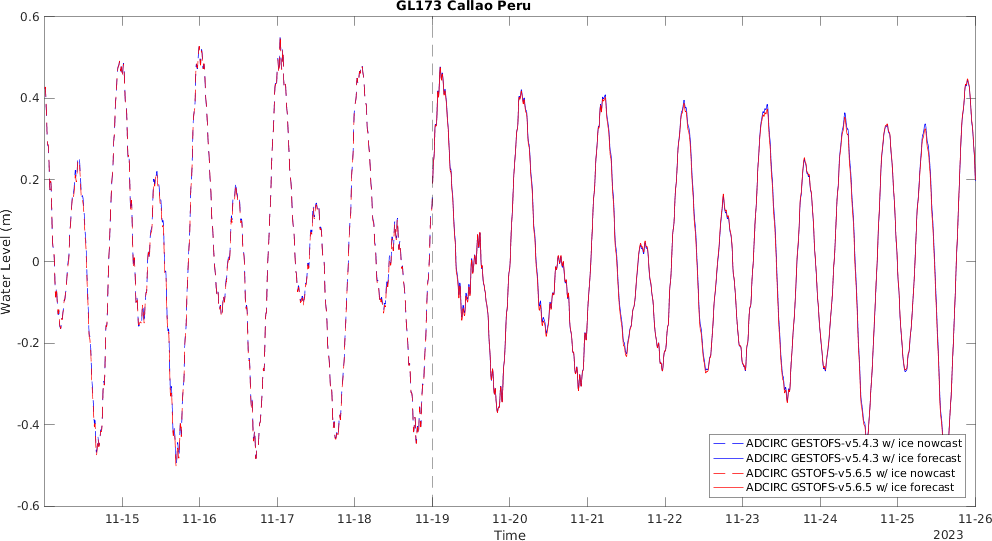 GL173 Callao Peru
0.6
0.4
0.2
0
-0.2
-0.4
-0.6
Water Level (m)
ADCIRC GESTOFS-v5.4.3 w/ ice nowcast
ADCIRC GESTOFS-v5.4.3 w/ ice forecast
ADCIRC GSTOFS-v5.6.5 w/ ice nowcast
ADCIRC GSTOFS-v5.6.5 w/ ice forecast
11-15 11-16 11-17 11-18 11-19 11-20 11-21 11-22 11-23 11-24 11-25 11-26
Time
2023